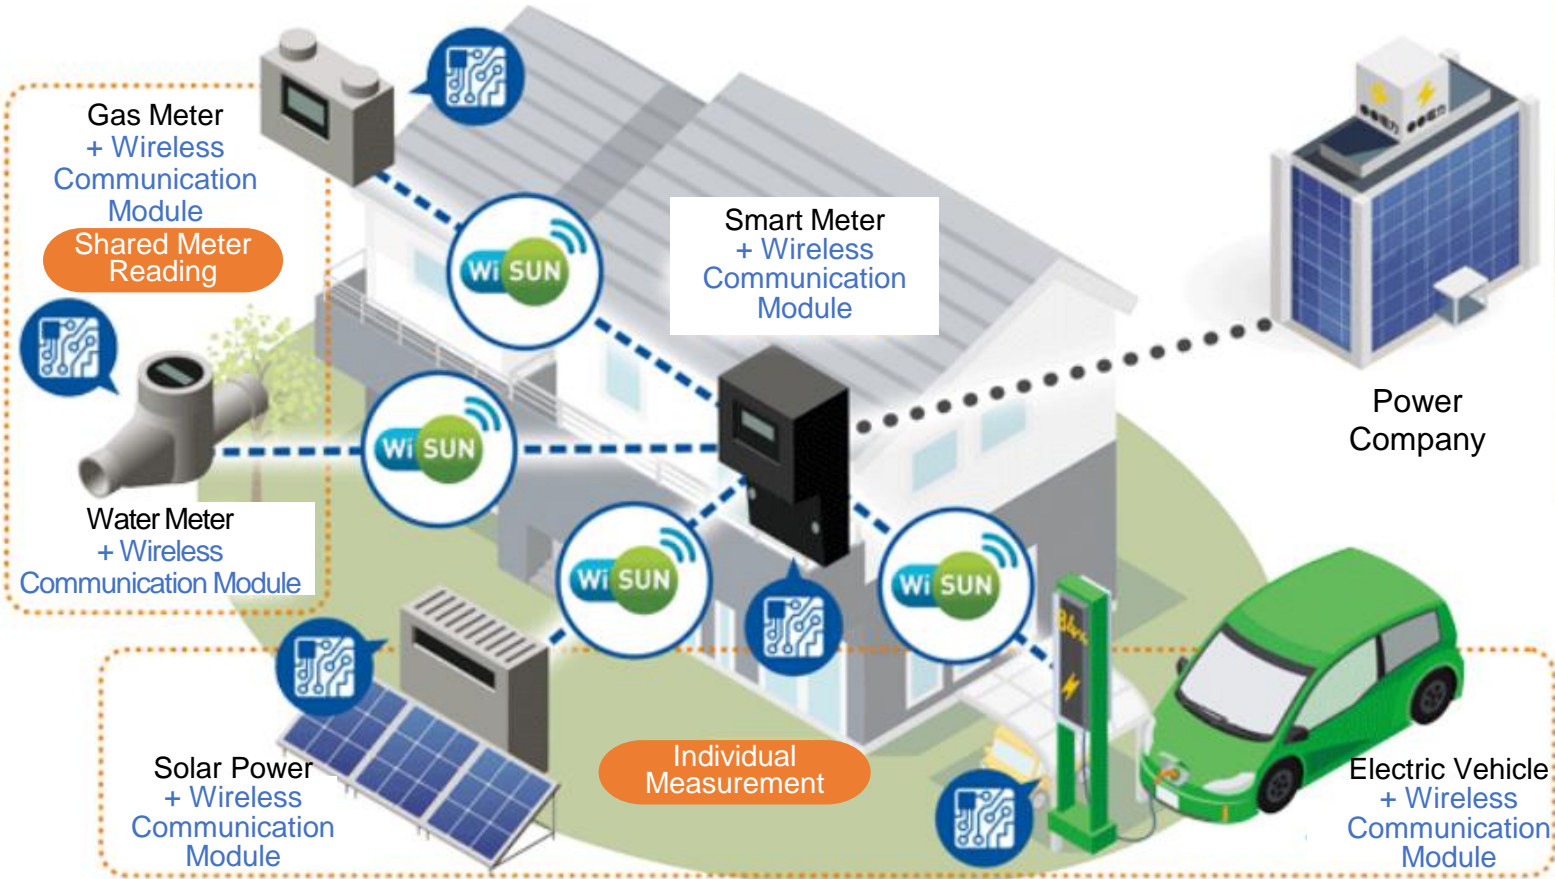 Gas Meter
+ Wireless
Communication
Module
Shared Meter
Reading
Wi SUN
Smart Meter
+ Wireless
Communication
Module
Wi SUN
Power
Company
Water Meter
+ Wireless
Communication Module
Wi SUN
Wi SUN
Individual
Measurement
Solar Power
+ Wireless
Communication
Module
Electric Vehicle
+ Wireless
Communication
Module